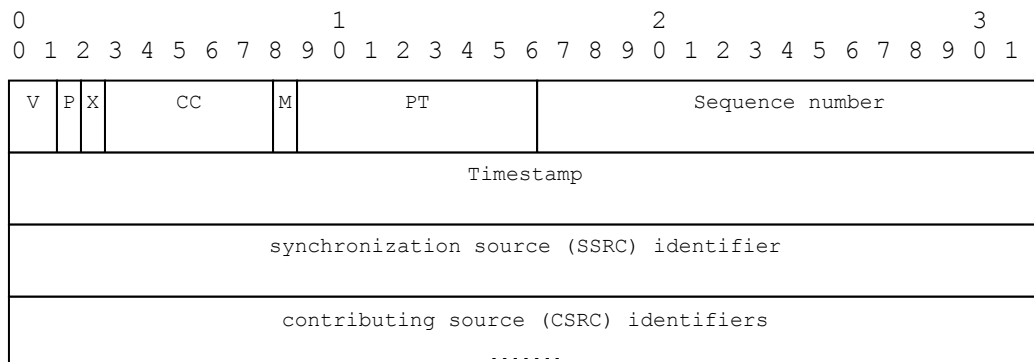 0 1 2 3
0 1 2 3 4 5 6 7 8 9 0 1 2 3 4 5 6 7 8 9 0 1 2 3 4 5 6 7 8 9 0 1
V P X CC M PT Sequence number
Timestamp
synchronization source (SSRC) identifier
contributing source (CSRC) identifiers
.......